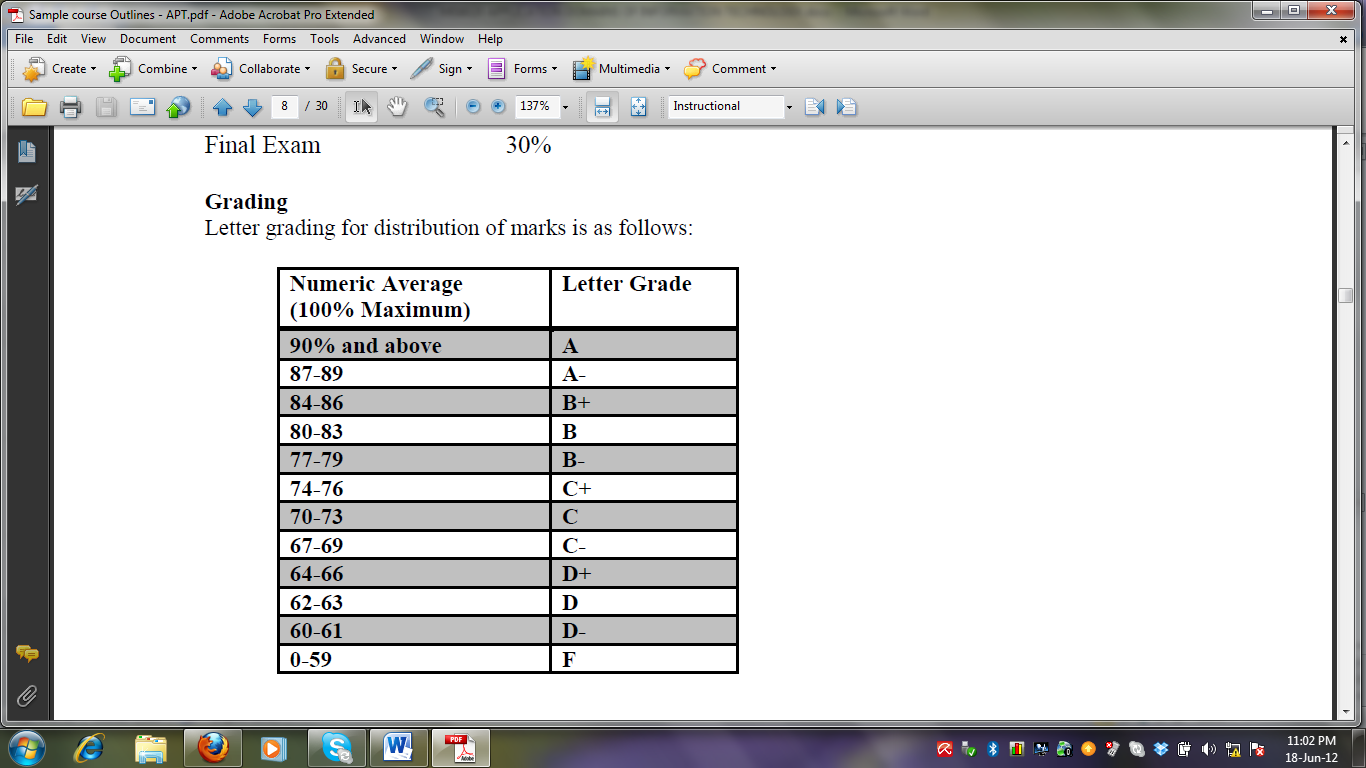 Sample course Outlines - APT.pdf - Adobe Acrobat Pro Extended
File Edit View Document Comments Forms Tools Advanced Window Help
Create Combine Collaborate Secure Sign Forms Multimedia Comment
8 / 30 137% Instructional
Final Exam 30%
Grading
Letter grading for distribution of marks is as follows:
Numeric Average Letter Grade
(100% Maximum)
90% and above A
87-89 A-
84-86 B+
80-83 B
77-79 B-
74-76 C+
70-73 C
67-69 C-
64-66 D+
62-63 D
60-61 D-
0-59 F
11:02 PM
18-Jun-12